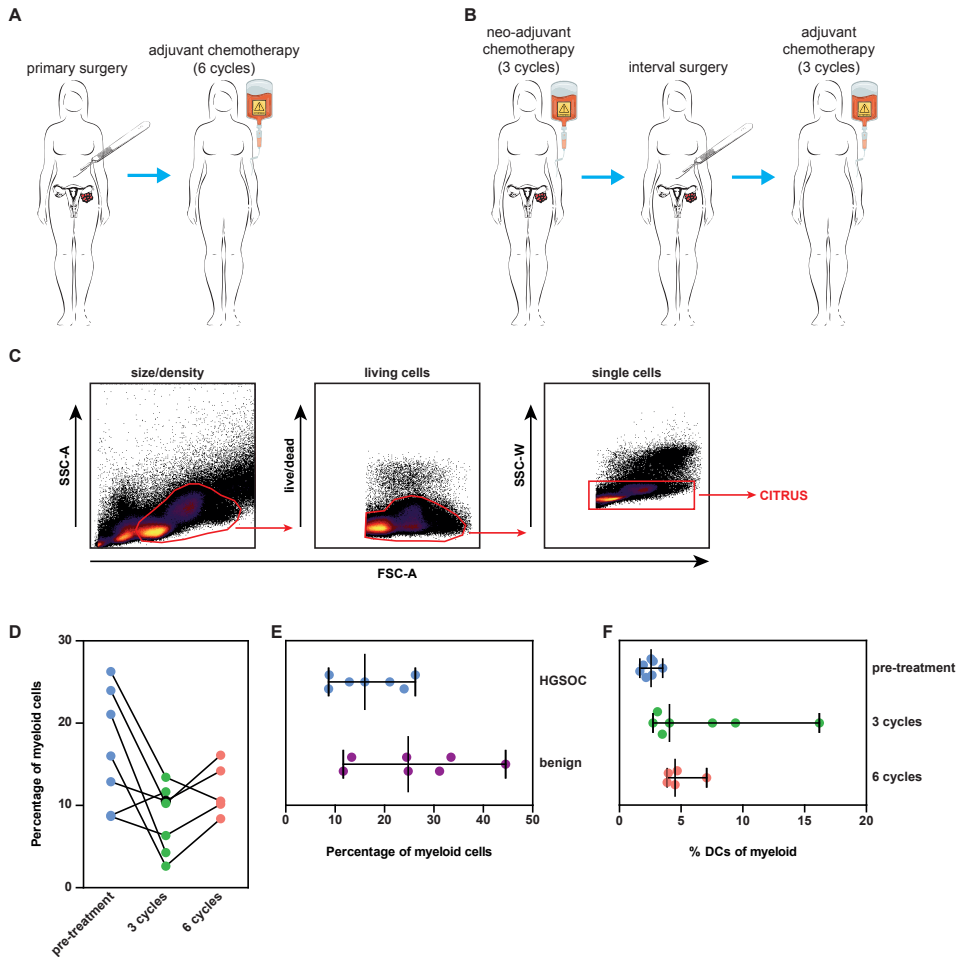 A
primary surgery
adjuvant chemotherapy
(6 cycles)
B
neo-adjuvant
chemotherapy
(3 cycles)
interval surgery
adjuvant
chemotherapy
(3 cycles)
C
size/density
living cells
single cells
SSC-A
live/dead
SSC-W
CITRUS
FSC-A
D
Percentage of myeloid cells
30
20
10
0
pre-treatment
3 cycles
6 cycles
E
HGSOC
benign
0 10 20 30 40 50
Percentage of myeloid cells
F
pre-treatment
3 cycles
6 cycles
0 5 10 15 20
% DCs of myeloid